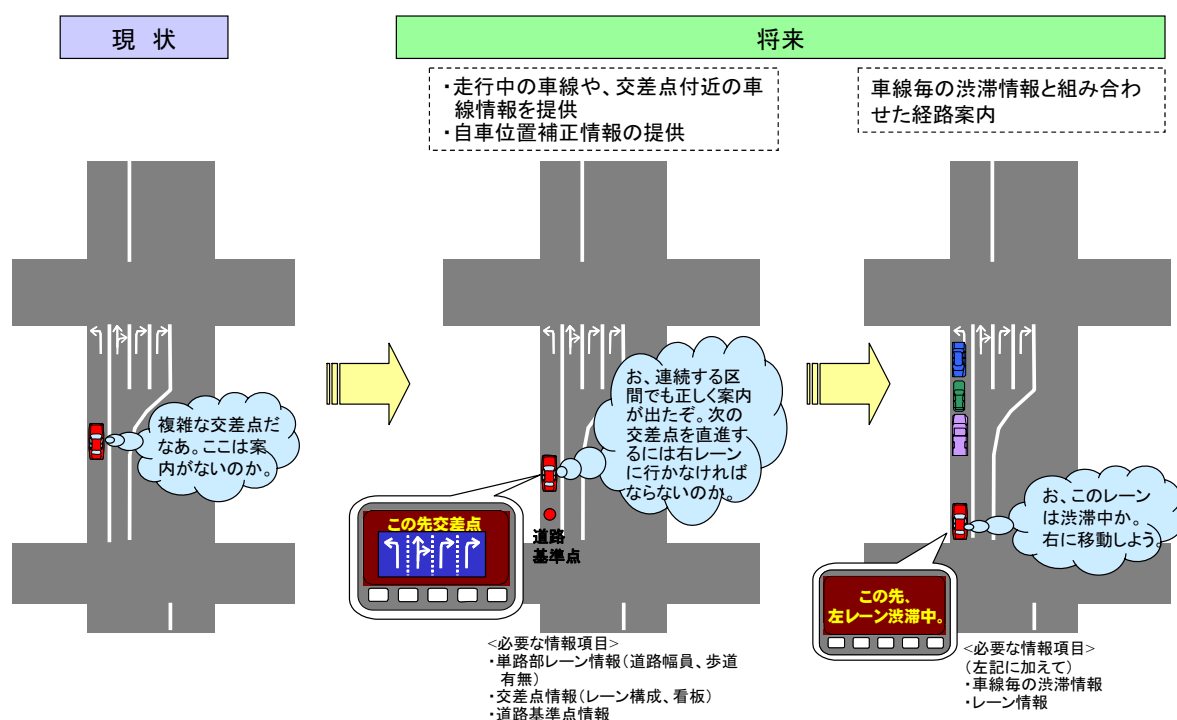 現 状
将来
・走行中の車線や、交差点付近の車
線情報を提供
・自車位置補正情報の提供
車線毎の渋滞情報と組み合わ
せた経路案内
複雑な交差点だ
なあ。ここは案
内がないのか。
お、連続する区
間でも正しく案内
が出たぞ。次の
交差点を直進す
るには右レーン
に行かなければ
ならないのか。
この先交差点
道路
基準点
<必要な情報項目>
・単路部レーン情報(道路幅員、歩道
有無)
・交差点情報(レーン構成、看板)
・道路基準点情報
お、このレーン
は渋滞中か。
右に移動しよう。
この先、
左レーン渋滞中。
<必要な情報項目>
(左記に加えて)
・車線毎の渋滞情報
・レーン情報